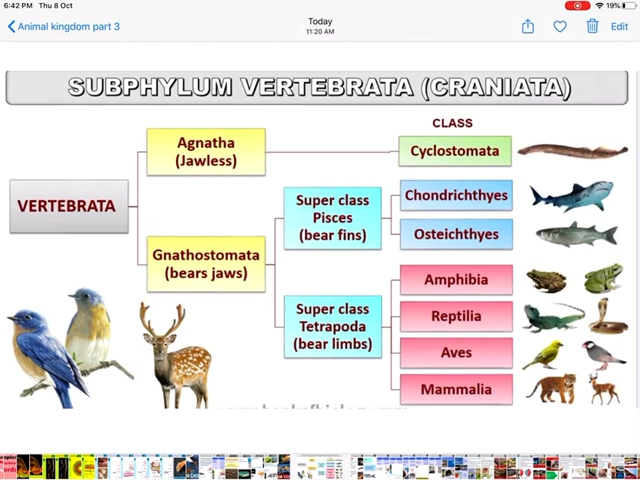 6:42 PM Thu 8 Oct
19%
Animal kingdom part 3
Today
11:20 AM
Edit
SUBPHYLUM VERTEBRATA (CRANIATA)
CLASS
Agnatha
(Jawless)
Cyclostomata
VERTEBRATA
Super class
Pisces
(bear fins)
Chondrichthyes
Osteichthyes
Gnathostomata
(bears jaws)
Super class
Tetrapoda
(bear limbs)
Amphibia
Reptilia
Aves
Mammalia